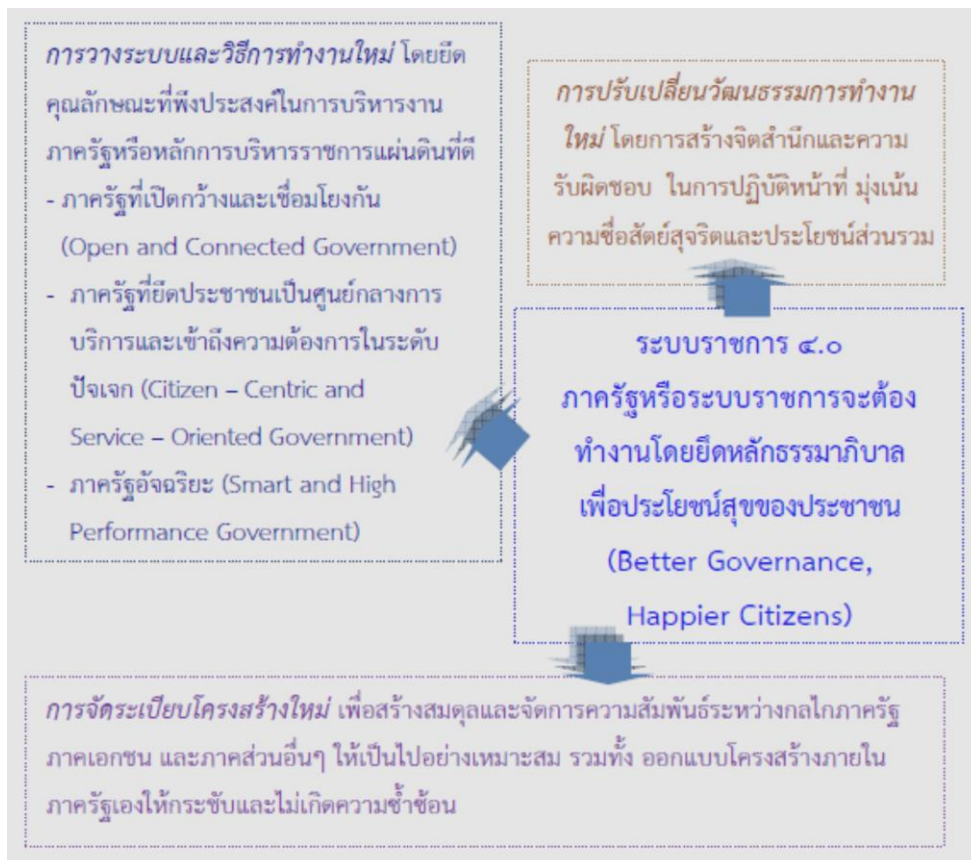 การวางระบบและวิธีการทำงานใหม่ โดยยึด
คุณลักษณะที่พึงประสงค์ในการบริหารงาน
ภาครัฐหรือหลักการบริหารราชการแผ่นดินที่ดี
- ภาครัฐที่เปิดกว้างและเชื่อมโยงกัน
(Open and Connected Government)
- ภาครัฐที่ยึดประชาชนเป็นศูนย์กลางการ
บริการและเข้าถึงความต้องการในระดับ
ปัจเจก (Citizen – Centric and
Service – Oriented Government)
- ภาครัฐอัจฉริยะ (Smart and High
Performance Government)
การปรับเปลี่ยนวัฒนธรรมการทำงาน
ใหม่ โดยการสร้างจิตสำนึกและความ
รับผิดชอบ ในการปฏิบัติหน้าที่ มุ่งเน้น
ความซื่อสัตย์สุจริตและประโยชน์ส่วนรวม
ระบบราชการ ๔.๐
ภาครัฐหรือระบบราชการจะต้อง
ทำงานโดยยึดหลักธรรมาภิบาล
เพื่อประโยชน์สุขของประชาชน
(Better Governance,
Happier Citizens)
การจัดระเบียบโครงสร้างใหม่ เพื่อสร้างสมดุลและจัดการความสัมพันธ์ระหว่างกลไกภาครัฐ
ภาคเอกชน และภาคส่วนอื่นๆ ให้เป็นไปอย่างเหมาะสม รวมทั้ง ออกแบบโครงสร้างภายใน
ภาครัฐเองให้กระชับและไม่เกิดความซ้ำซ้อน